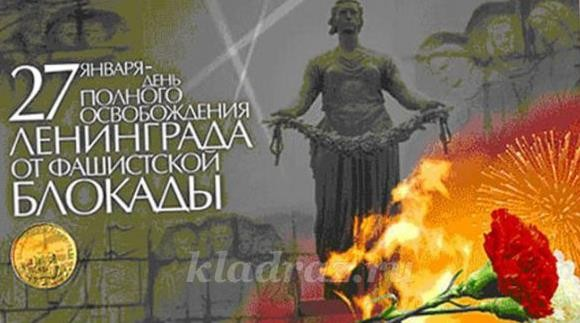 27 ЯНВАРЯ-ДЕНЬ
ПОЛНОГО
ОСВОБОЖДЕНИЯ
ЛЕНИНГРАДА
ОТ ФАШИСТСКОЙ
БЛОКАДЫ
kladraz.ru